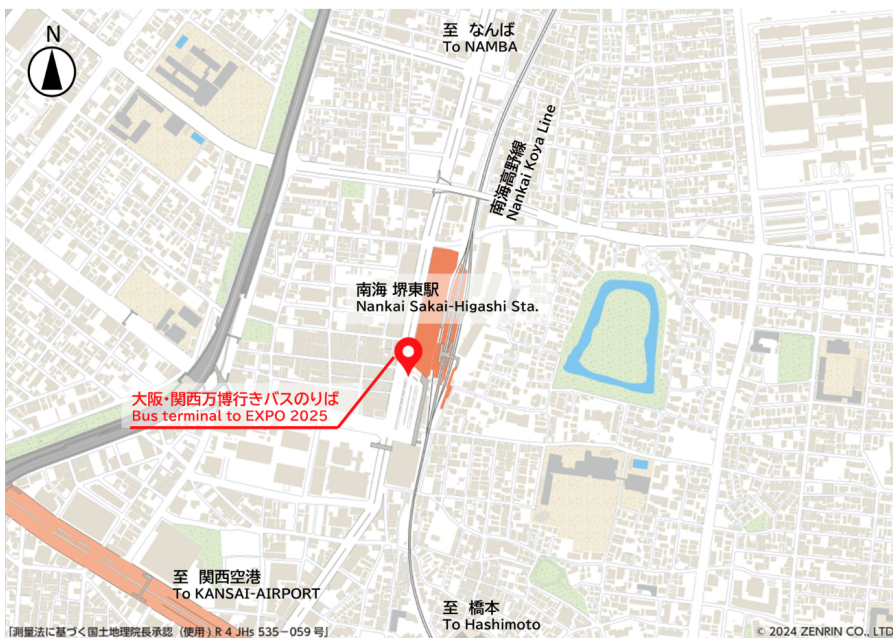 N
至 なんば
To NAMBA
南海高野線
Nankai Koya Line
南海 堺東駅
Nankai Sakai-Higashi Sta.
大阪・関西万博行きバスのりば
Bus terminal to EXPO 2025
至 関西空港
To KANSAI-AIRPORT
至 橋本
To Hashimoto
「測量法に基づく国土地理院長承認（使用）R 4 JHs 535－059 号」
© 2024 ZENRIN CO., LTD